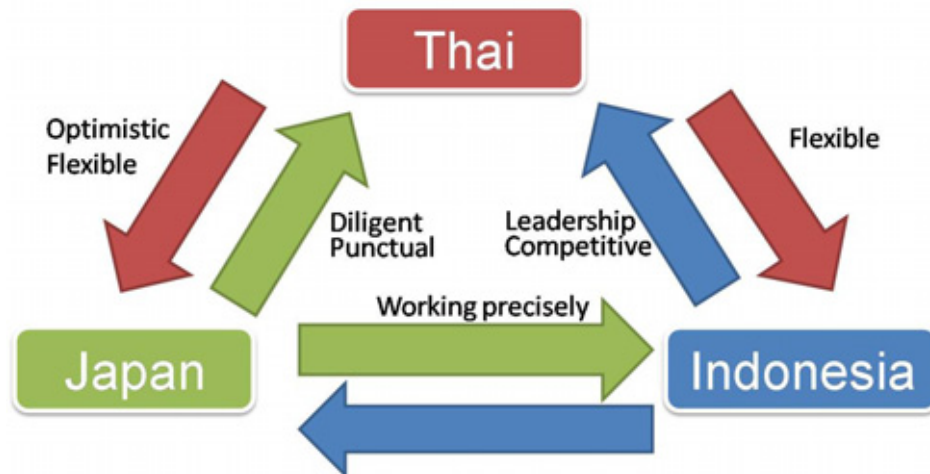 Thai
Optimistic
Flexible
Diligent
Punctual
Leadership
Competitive
Flexible
Working precisely
Japan
Indonesia